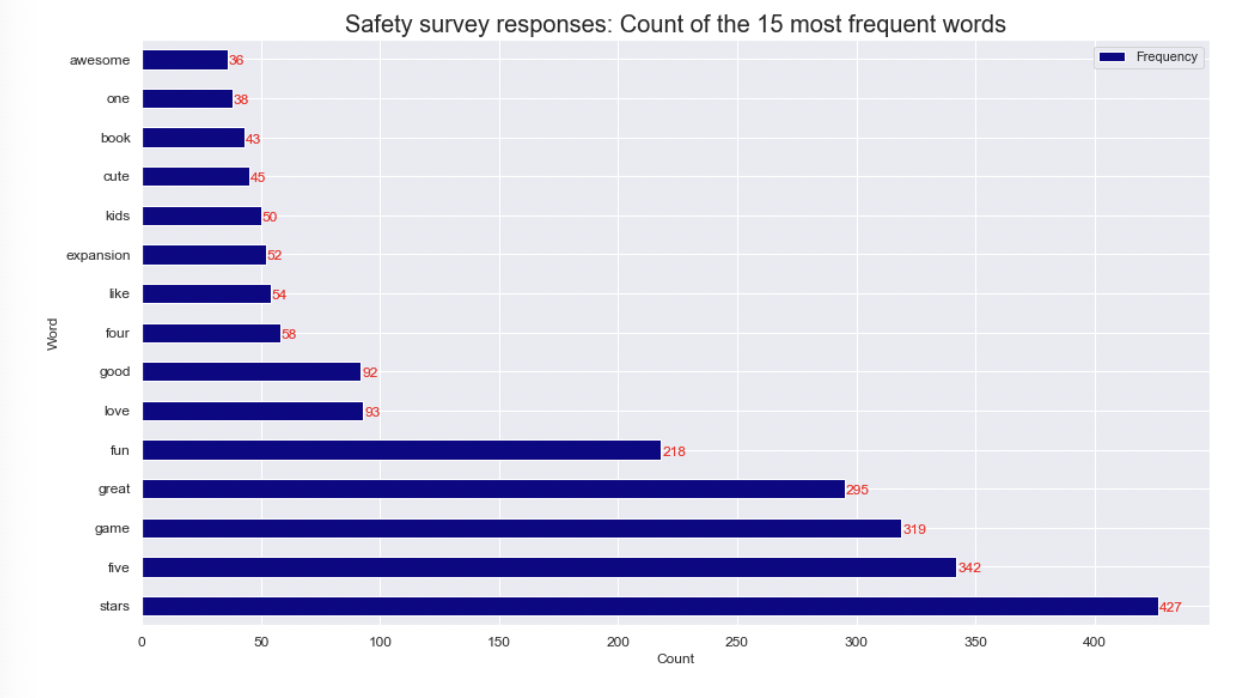 Safety survey responses: Count of the 15 most frequent words
Frequency
awesome 36
one 38
book 43
cute 45
kids 50
expansion 52
like 54
four 58
good 92
love 93
fun 218
great 295
game 319
five 342
stars 427
Word
0 50 100 150 200 250 300 350 400
Count